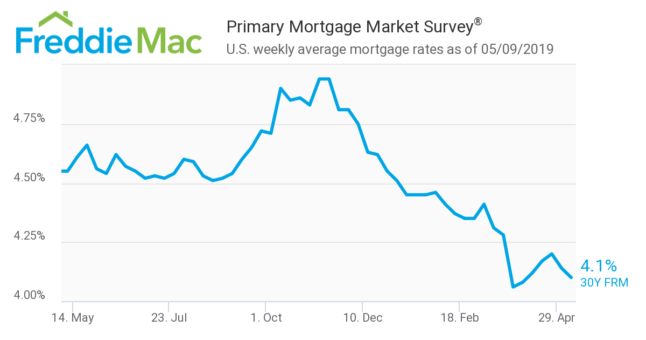 FreddieMac
Primary Mortgage Market Survey®
U.S. weekly average mortgage rates as of 05/09/2019
4.75%
4.50%
4.25%
4.00%
4.1%
30Y FRM
14. May 23. Jul 1. Oct 10. Dec 18. Feb 29. Apr